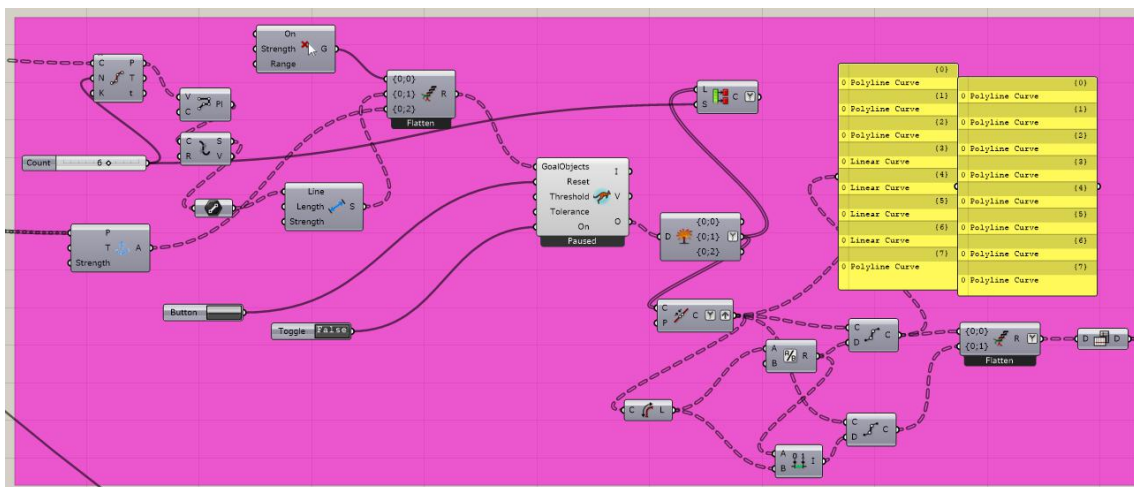 On
Strength G
Range
C P
N T
K t
V Pl
C
C S
R V
Count 6
{0;0}
{0;1} R
{0;2}
Flatten
Line
Length S
Strength
P
T A
Strength
Button
Toggle False
GoalObjects I
Reset
Threshold V
Tolerance
On O
Paused
L C Y
S
{0;0}
D {0;1} Y
{0;2}
C C Y
P
A A/B R
B
C L
A 0 1 I
B
C C
D
C C
D
{0;0} R Y
{0;1}
Flatten
D D
{0}
0 Polyline Curve
{1}
0 Polyline Curve
{2}
0 Polyline Curve
{3}
0 Linear Curve
{4}
0 Linear Curve
{5}
0 Linear Curve
{6}
0 Linear Curve
{7}
0 Polyline Curve
{0}
0 Polyline Curve
{1}
0 Polyline Curve
{2}
0 Polyline Curve
{3}
0 Polyline Curve
{4}
0 Polyline Curve
{5}
0 Polyline Curve
{6}
0 Polyline Curve
{7}
0 Polyline Curve